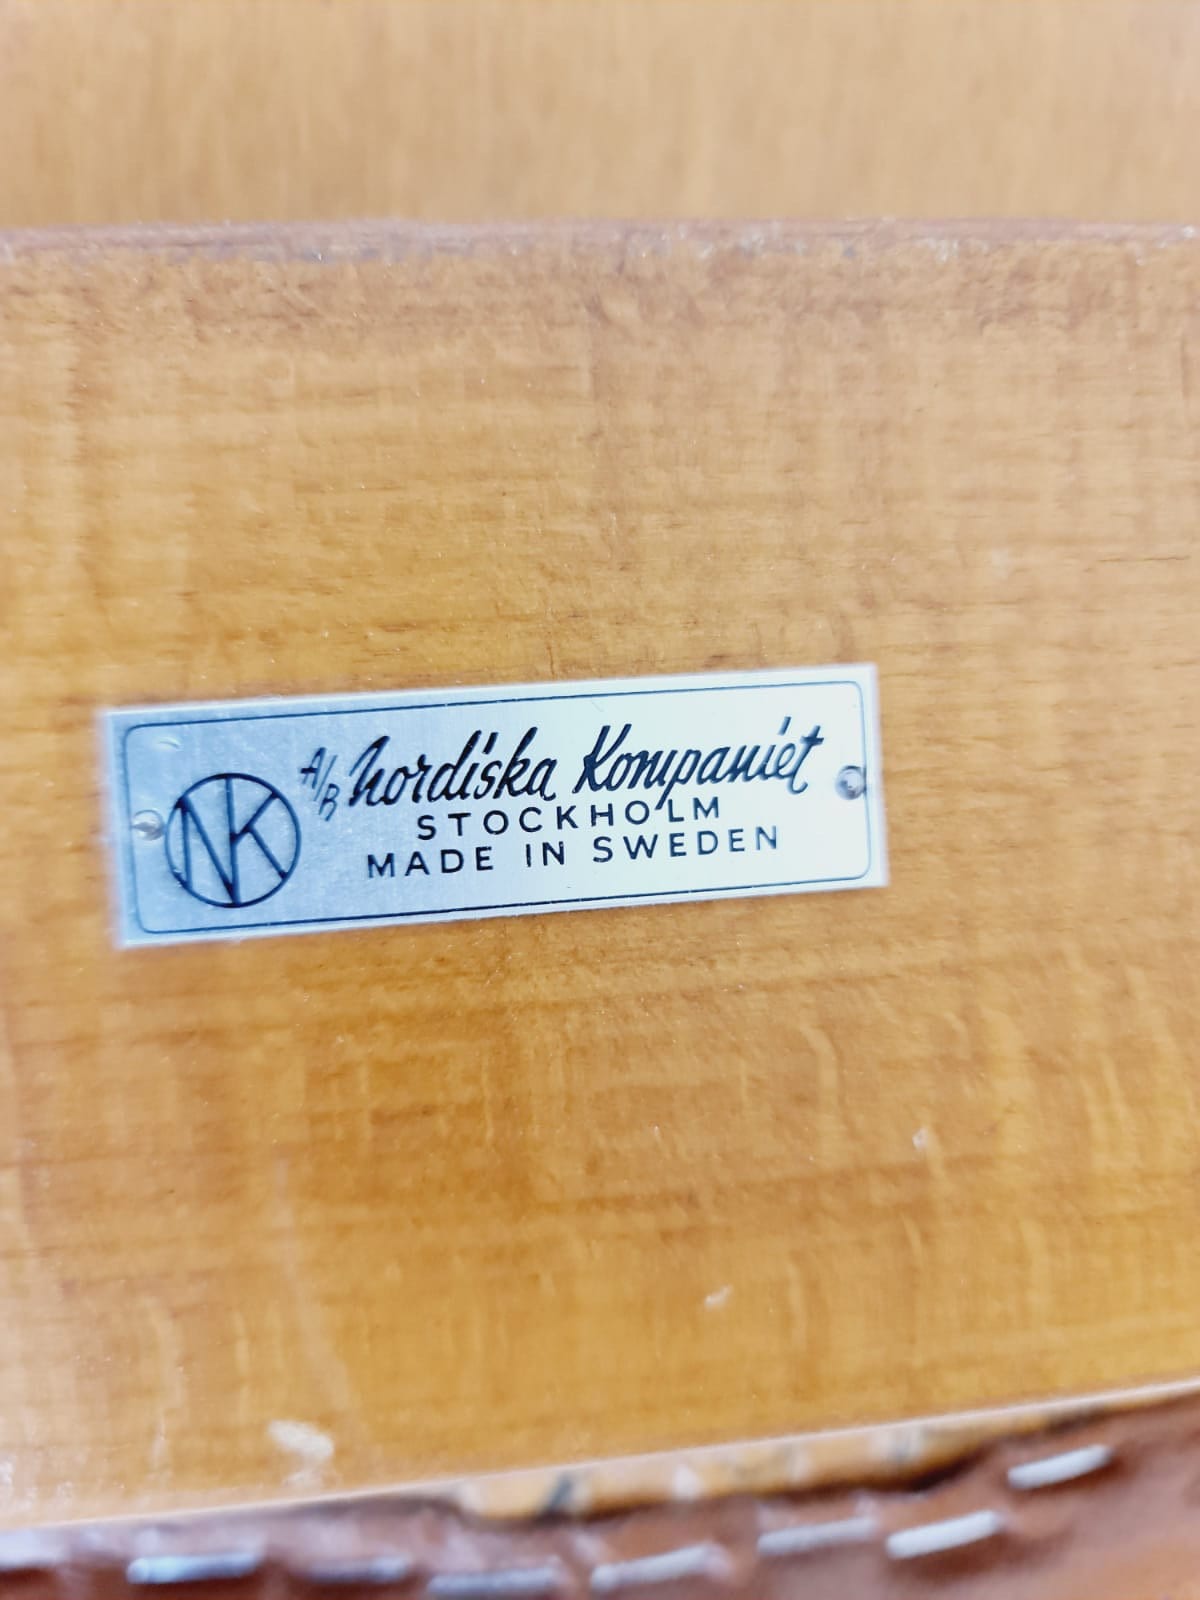 NK
A/B Nordiska Kompaniet
STOCKHOLM
MADE IN SWEDEN